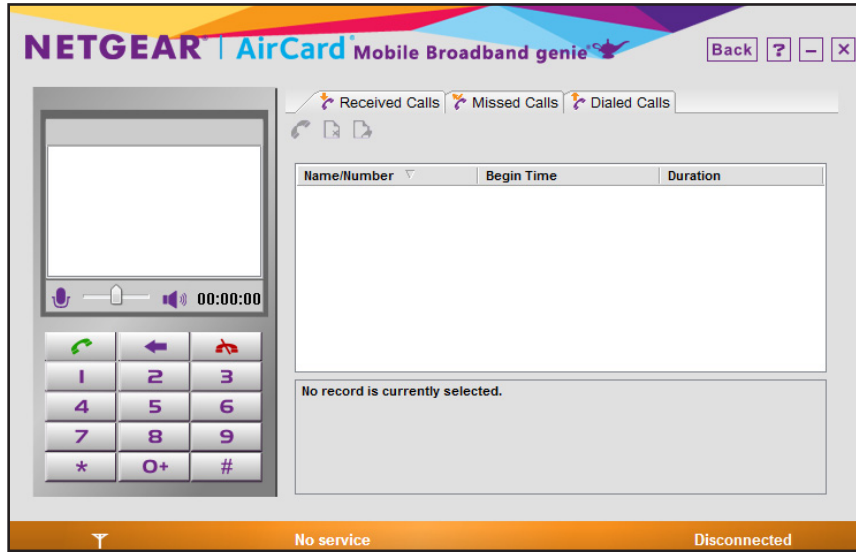 NETGEAR® | AirCard® Mobile Broadband genie®
Back ? – ×
Received Calls Missed Calls Dialed Calls
Name/Number Begin Time Duration
00:00:00
1 2 3
4 5 6
7 8 9
* 0+ #
No record is currently selected.
No service Disconnected